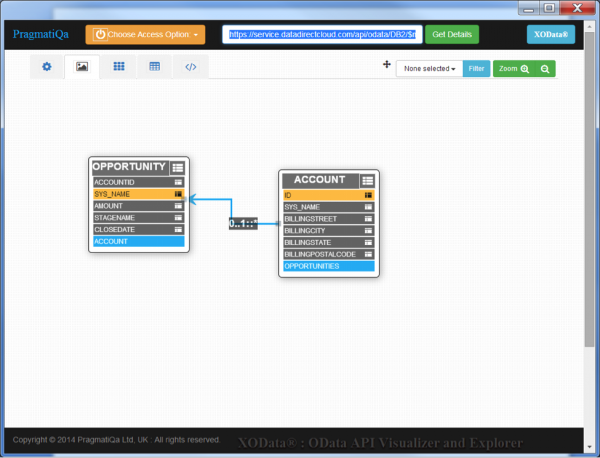 PragmatiQa Choose Access Option: https://service.datadirectcloud.com/api/odata/DB2/$m Get Details XOData®
</> None selected Filter Zoom
OPPORTUNITY
ACCOUNTID
SYS_NAME
AMOUNT
STAGENAME
CLOSEDATE
ACCOUNT
0..1::*
ACCOUNT
ID
SYS_NAME
BILLINGSTREET
BILLINGCITY
BILLINGSTATE
BILLINGPOSTALCODE
OPPORTUNITIES
Copyright © 2014 PragmatiQa Ltd, UK : All rights reserved. XOData® : OData API Visualizer and Explorer